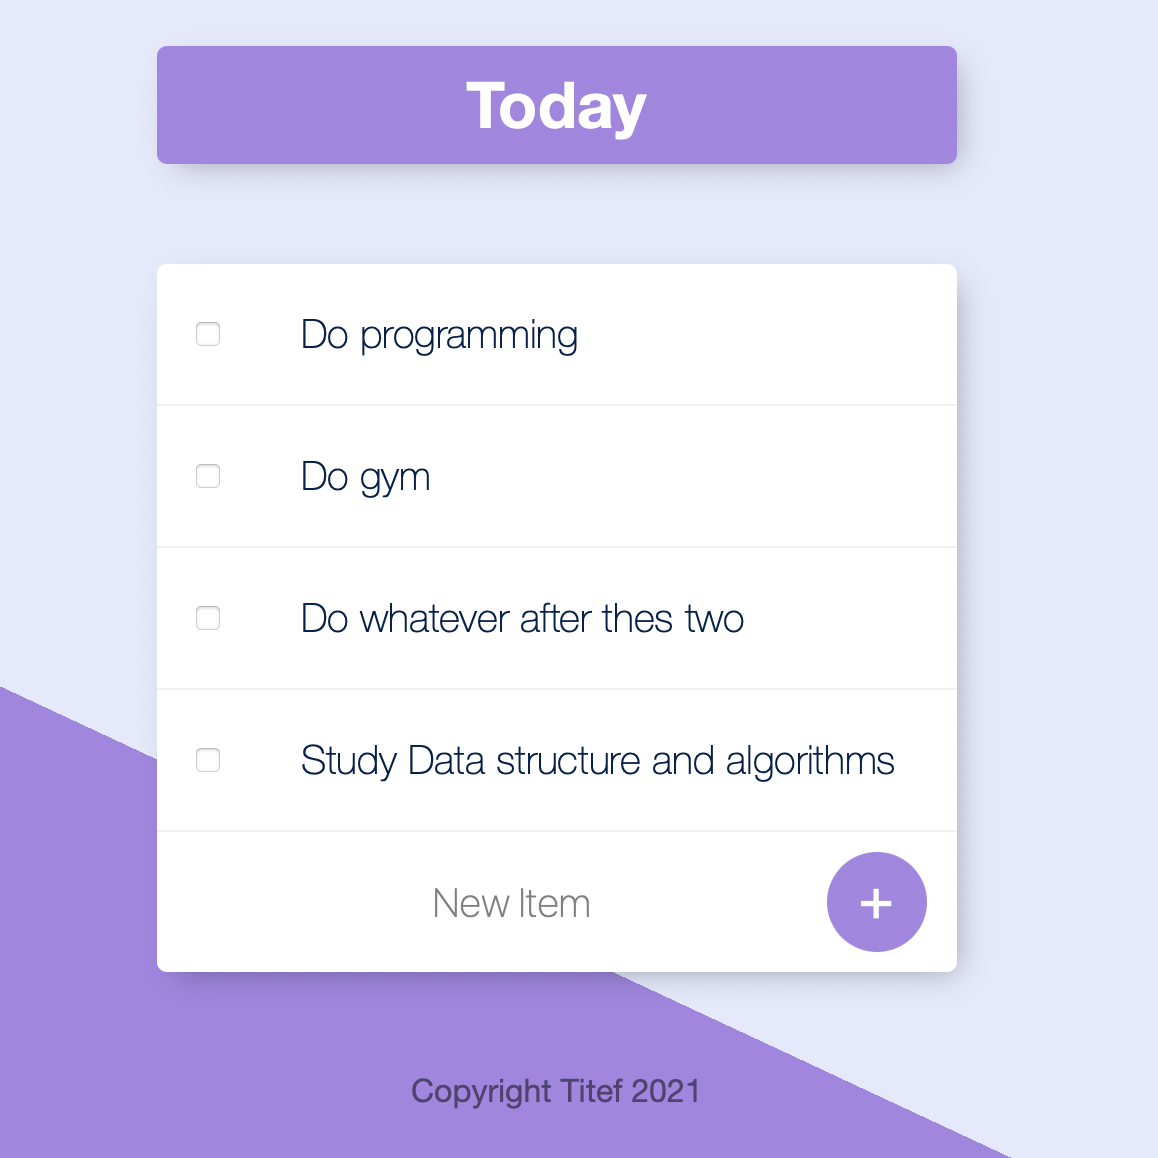 Today
Do programming
Do gym
Do whatever after thes two
Study Data structure and algorithms
New Item
+
Copyright Titef 2021